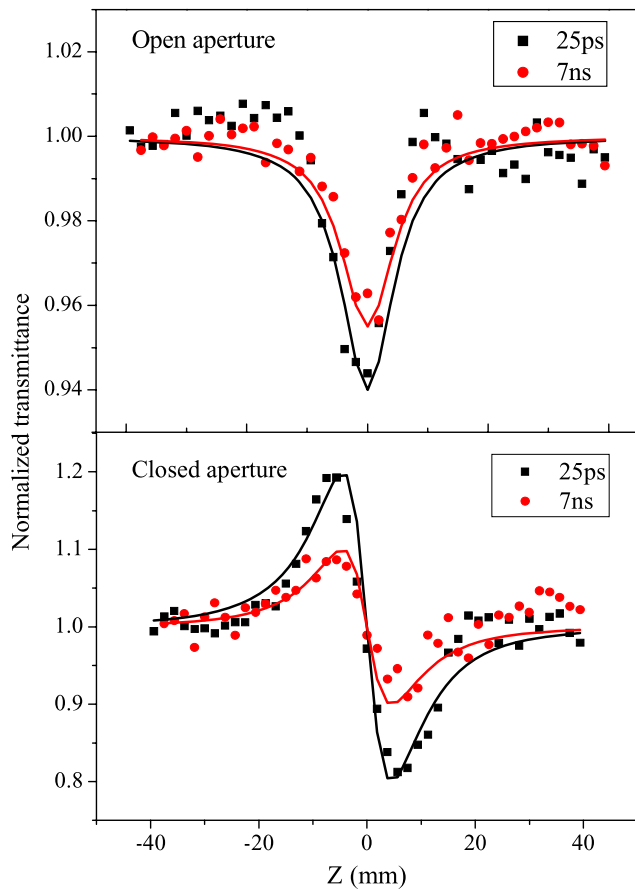 Open aperture
25ps
7ns
1.02
1.00
0.98
0.96
0.94
Normalized transmittance
Closed aperture
25ps
7ns
1.2
1.1
1.0
0.9
0.8
-40
-20
0
20
40
Z (mm)